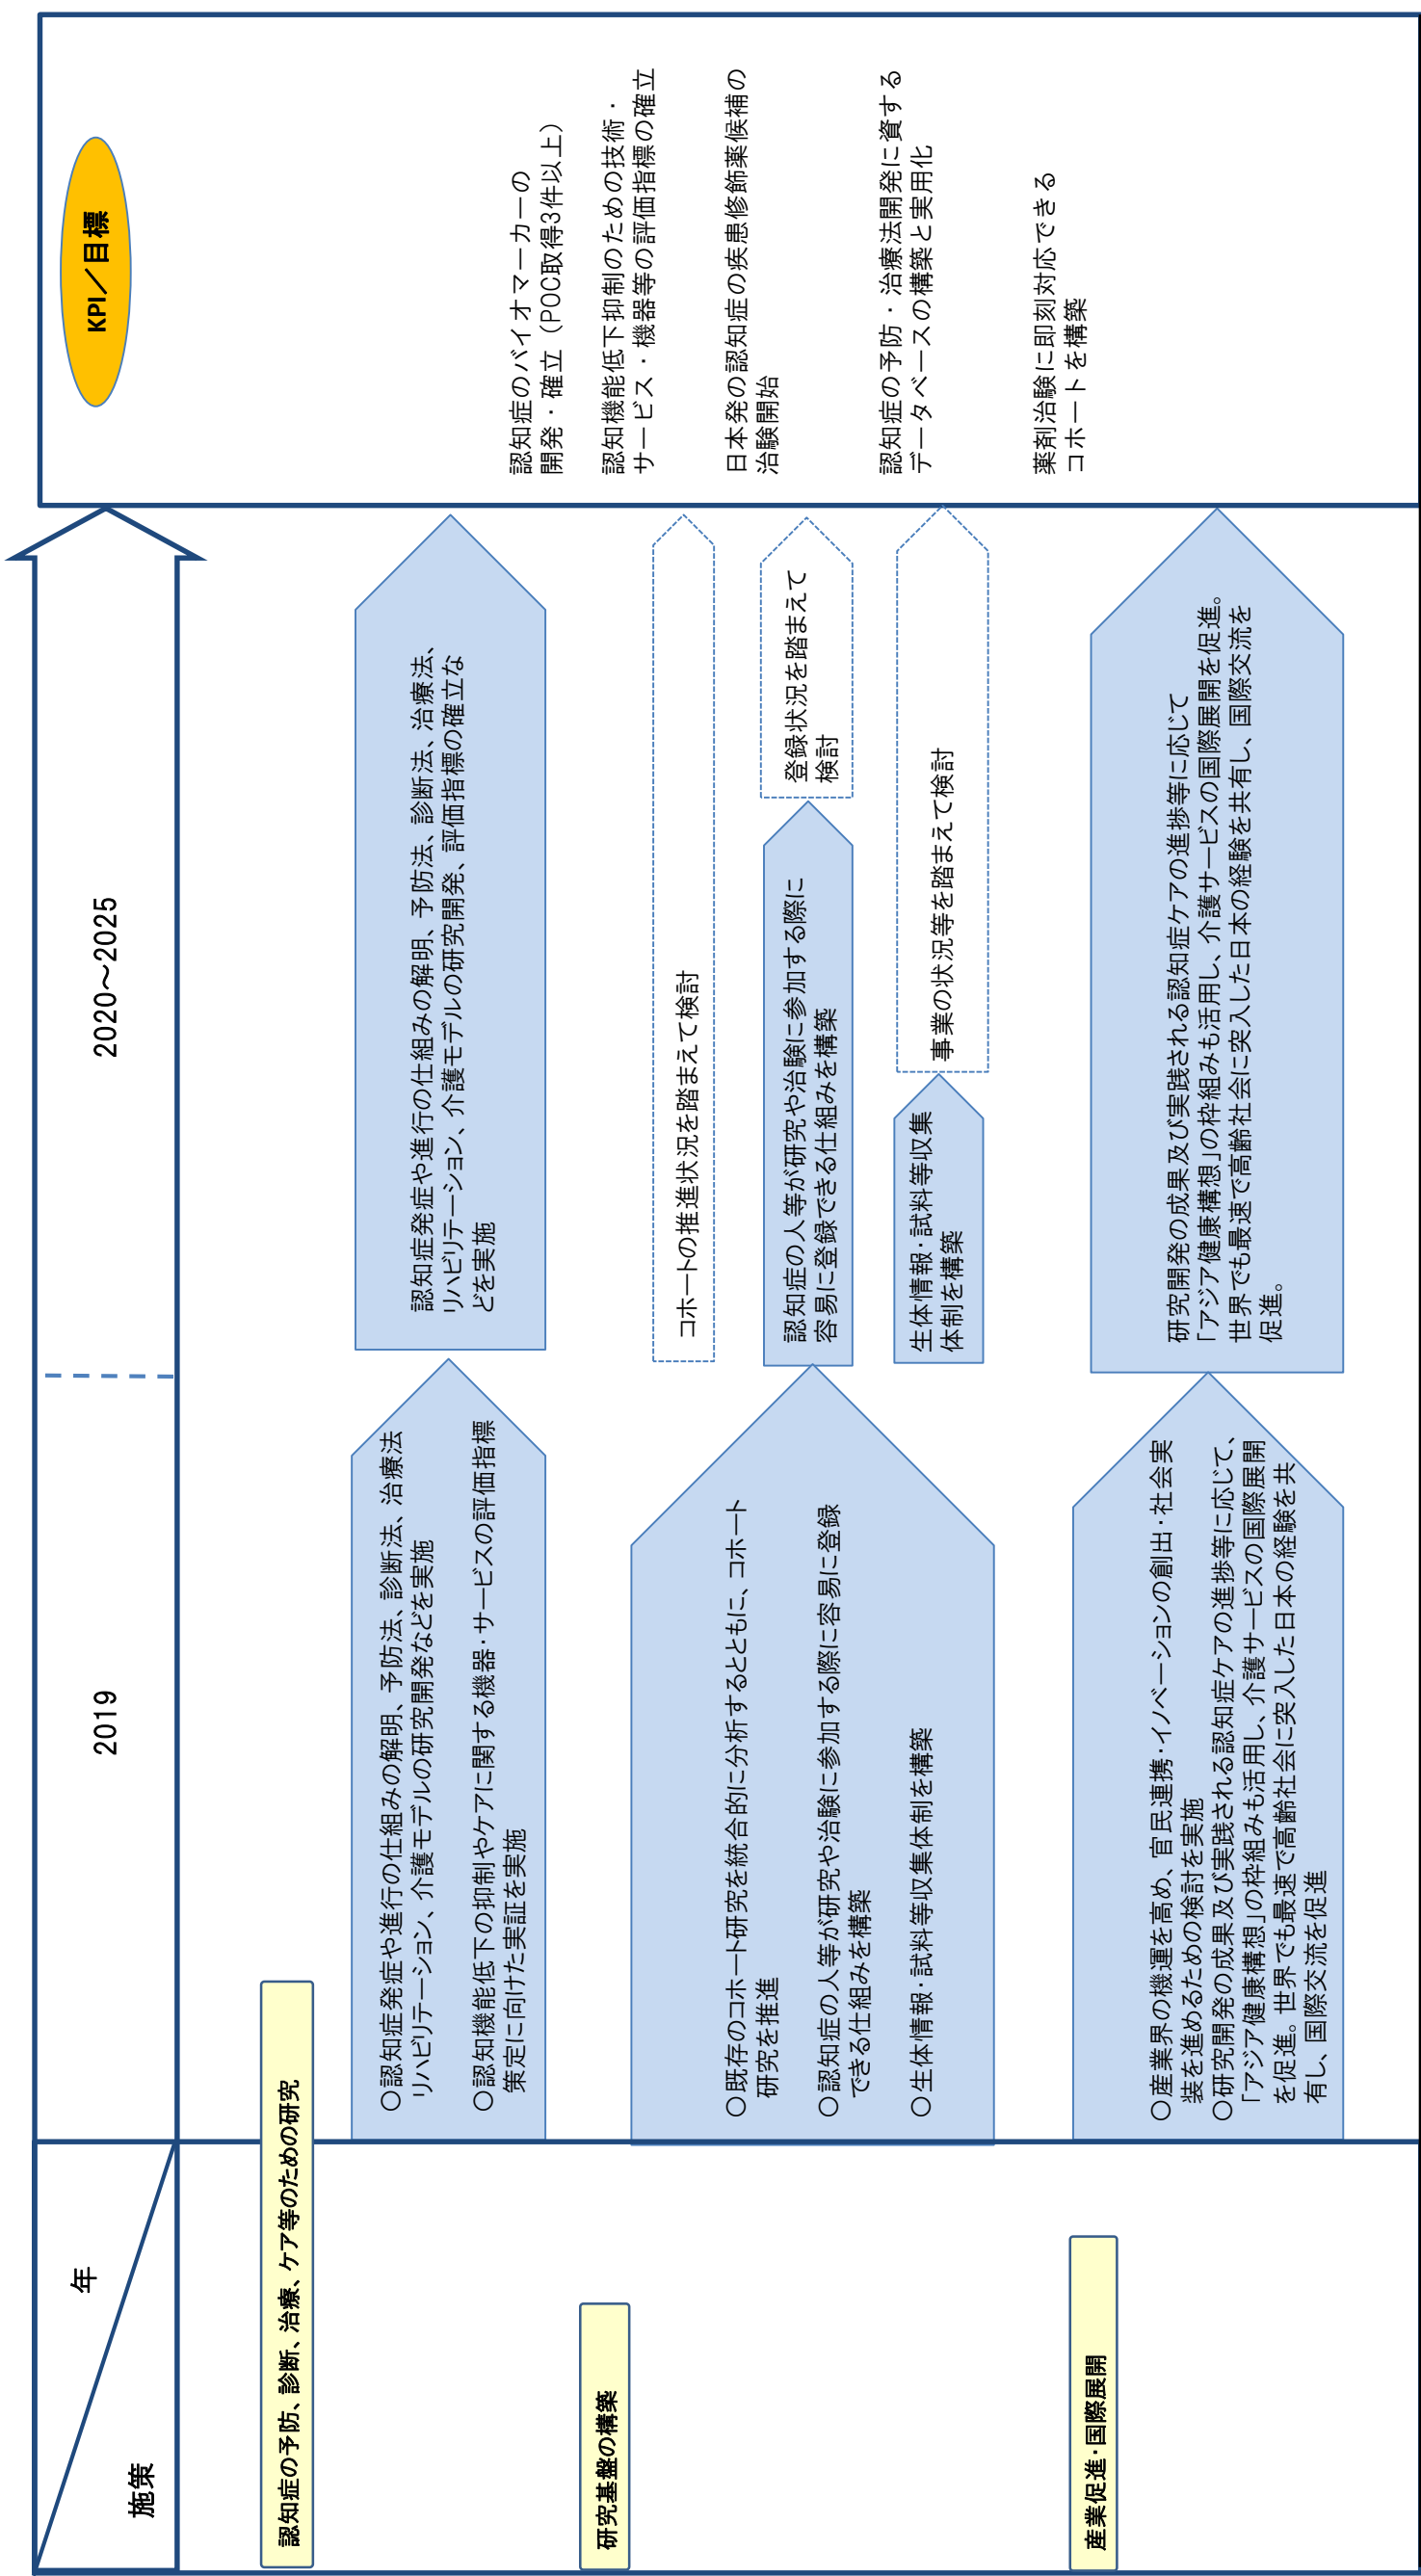 年
施策
2019
2020～2025
KPI／目標
認知症の予防、診断、治療、ケア等のための研究
〇認知症発症や進行の仕組みの解明、予防法、診断法、治療法
リハビリテーション、介護モデルの研究開発などを実施
〇認知機能低下の抑制やケアに関する機器・サービスの評価指標
策定に向けた実証を実施
認知症発症や進行の仕組みの解明、予防法、診断法、治療法、
リハビリテーション、介護モデルの研究開発、評価指標の確立な
どを実施
研究基盤の構築
〇既存のコホート研究を統合的に分析するとともに、コホート
研究を推進
〇認知症の人等が研究や治験に参加する際に容易に登録
できる仕組みを構築
〇生体情報・試料等収集体制を構築
コホートの推進状況を踏まえて検討
認知症の人等が研究や治験に参加する際に
容易に登録できる仕組みを構築
登録状況を踏まえて
検討
生体情報・試料等収集
体制を構築
事業の状況等を踏まえて検討
産業促進・国際展開
〇産業界の機運を高め、官民連携・イノベーションの創出・社会実
装を進めるための検討を実施
〇研究開発の成果及び実践される認知症ケアの進捗等に応じて、
「アジア健康構想」の枠組みも活用し、介護サービスの国際展開
を促進。世界でも最速で高齢社会に突入した日本の経験を共
有し、国際交流を促進
研究開発の成果及び実践される認知症ケアの進捗等に応じて
「アジア健康構想」の枠組みも活用し、介護サービスの国際展開を促進。
世界でも最速で高齢社会に突入した日本の経験を共有し、国際交流を
促進。
認知症のバイオマーカーの
開発・確立（POC取得3件以上）
認知機能低下抑制のための技術・
サービス・機器等の評価指標の確立
日本発の認知症の疾患修飾薬候補の
治験開始
認知症の予防・治療法開発に資する
データベースの構築と実用化
薬剤治験に即刻対応できる
コホートを構築